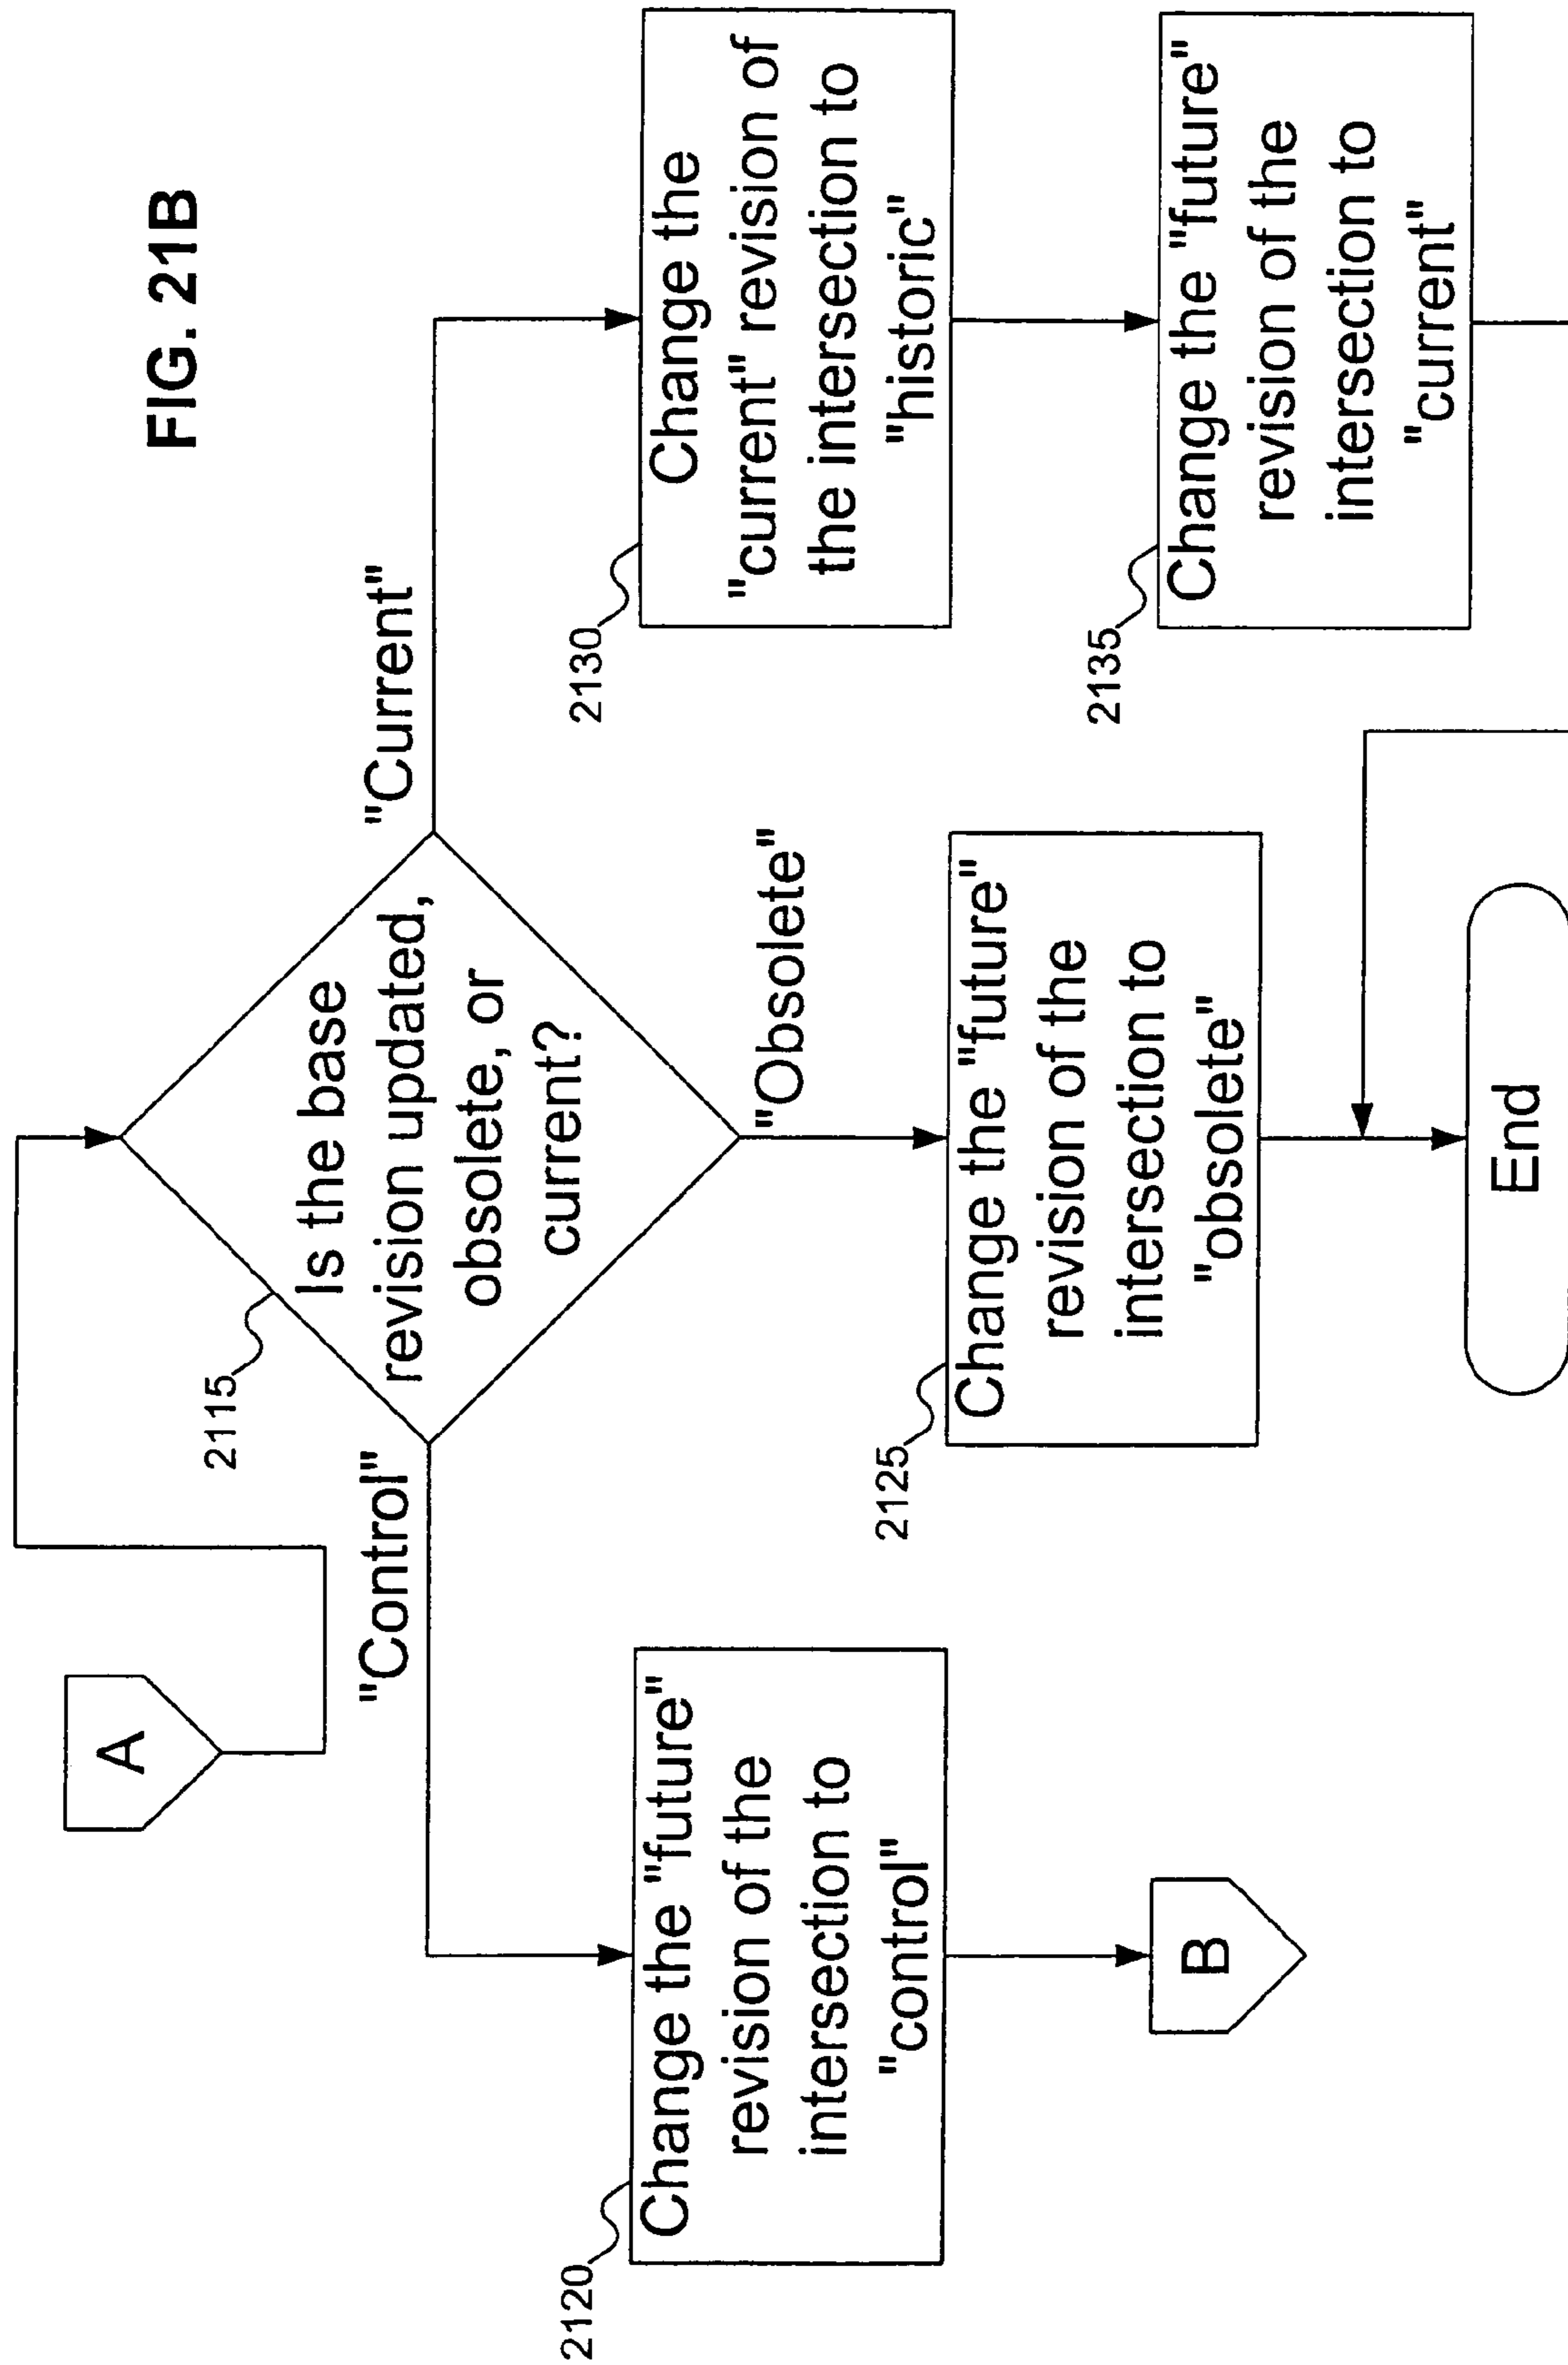 FIG. 21B
A
2115
Is the base
revision updated,
obsolete, or
current?
"Control"
"Current"
"Obsolete"
2120
Change the "future"
revision of the
intersection to
"control"
B
2125
Change the "future"
revision of the
intersection to
"obsolete"
End
2130
Change the
"current" revision of
the intersection to
"historic"
2135
Change the "future"
revision of the
intersection to
"current"